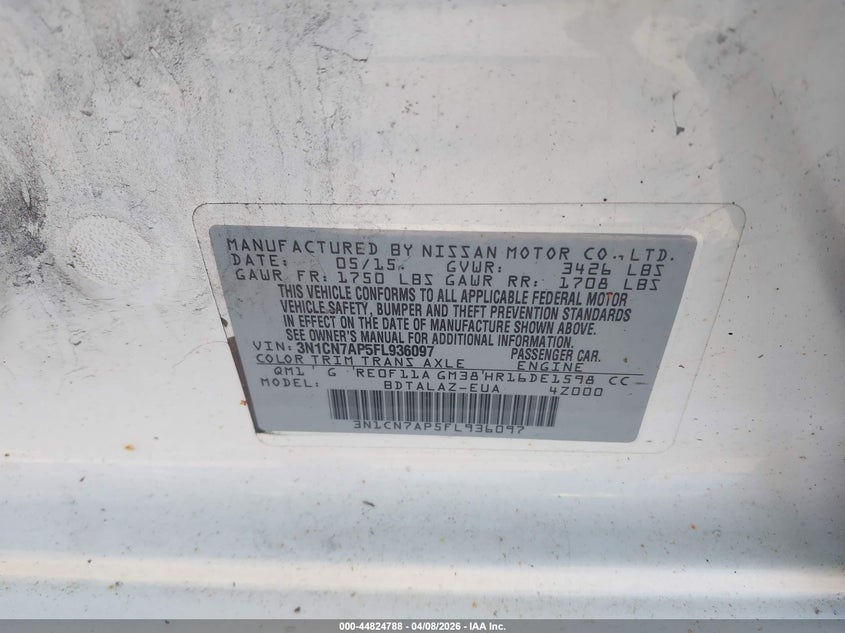 MANUFACTURED BY NISSAN MOTOR CO., LTD.
DATE: 05/15 GVWR: 3426 LBS
GAWR FR: 1750 LBS GAWR RR: 1708 LBS
THIS VEHICLE CONFORMS TO ALL APPLICABLE FEDERAL MOTOR
VEHICLE SAFETY, BUMPER AND THEFT PREVENTION STANDARDS
IN EFFECT ON THE DATE OF MANUFACTURE SHOWN ABOVE.
SEE OWNER'S MANUAL FOR ADDITIONAL INFORMATION.
VIN: 3N1CN7AP5FL936097 PASSENGER CAR.
COLOR TRIM TRANS AXLE ENGINE
QM1 G RE0F11A GM38 HR16DE1598 CC
MODEL: BDTALAZ-EUA 4Z000
3N1CN7AP5FL936097
000-44824788 - 04/08/2026 - IAA Inc.